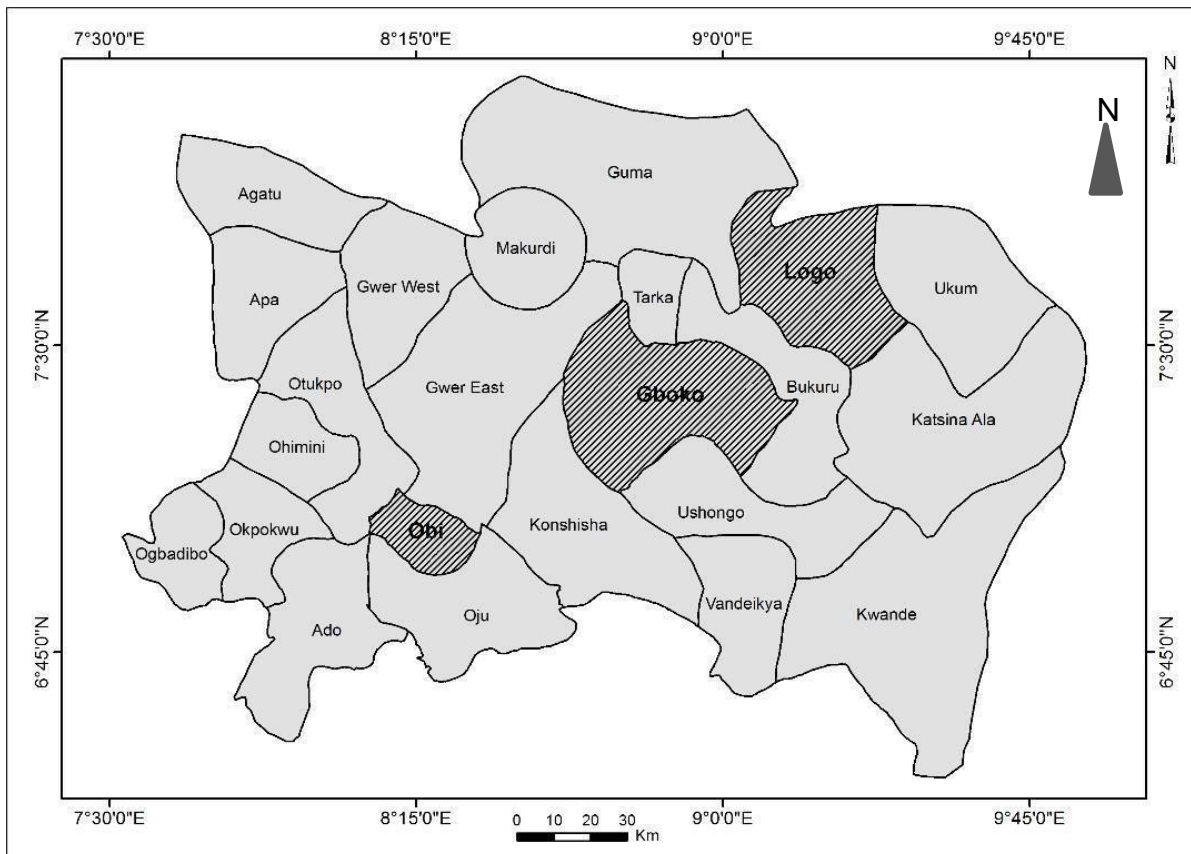 7°30'0"E 8°15'0"E 9°0'0"E 9°45'0"E
N
N
Guma
Agatu
Makurdi
Logo
Gwer West
Ukum
Apa
Tarka
7°30'0"N
7°30'0"N
Otukpo
Gwer East
Gboko
Bukuru
Katsina Ala
Ohimini
Ushongo
Okpokwu
Obi
Konshisha
Ogbadibo
Vandeikya
Oju
Kwande
Ado
6°45'0"N
6°45'0"N
7°30'0"E 8°15'0"E 9°0'0"E 9°45'0"E
0 10 20 30
Km